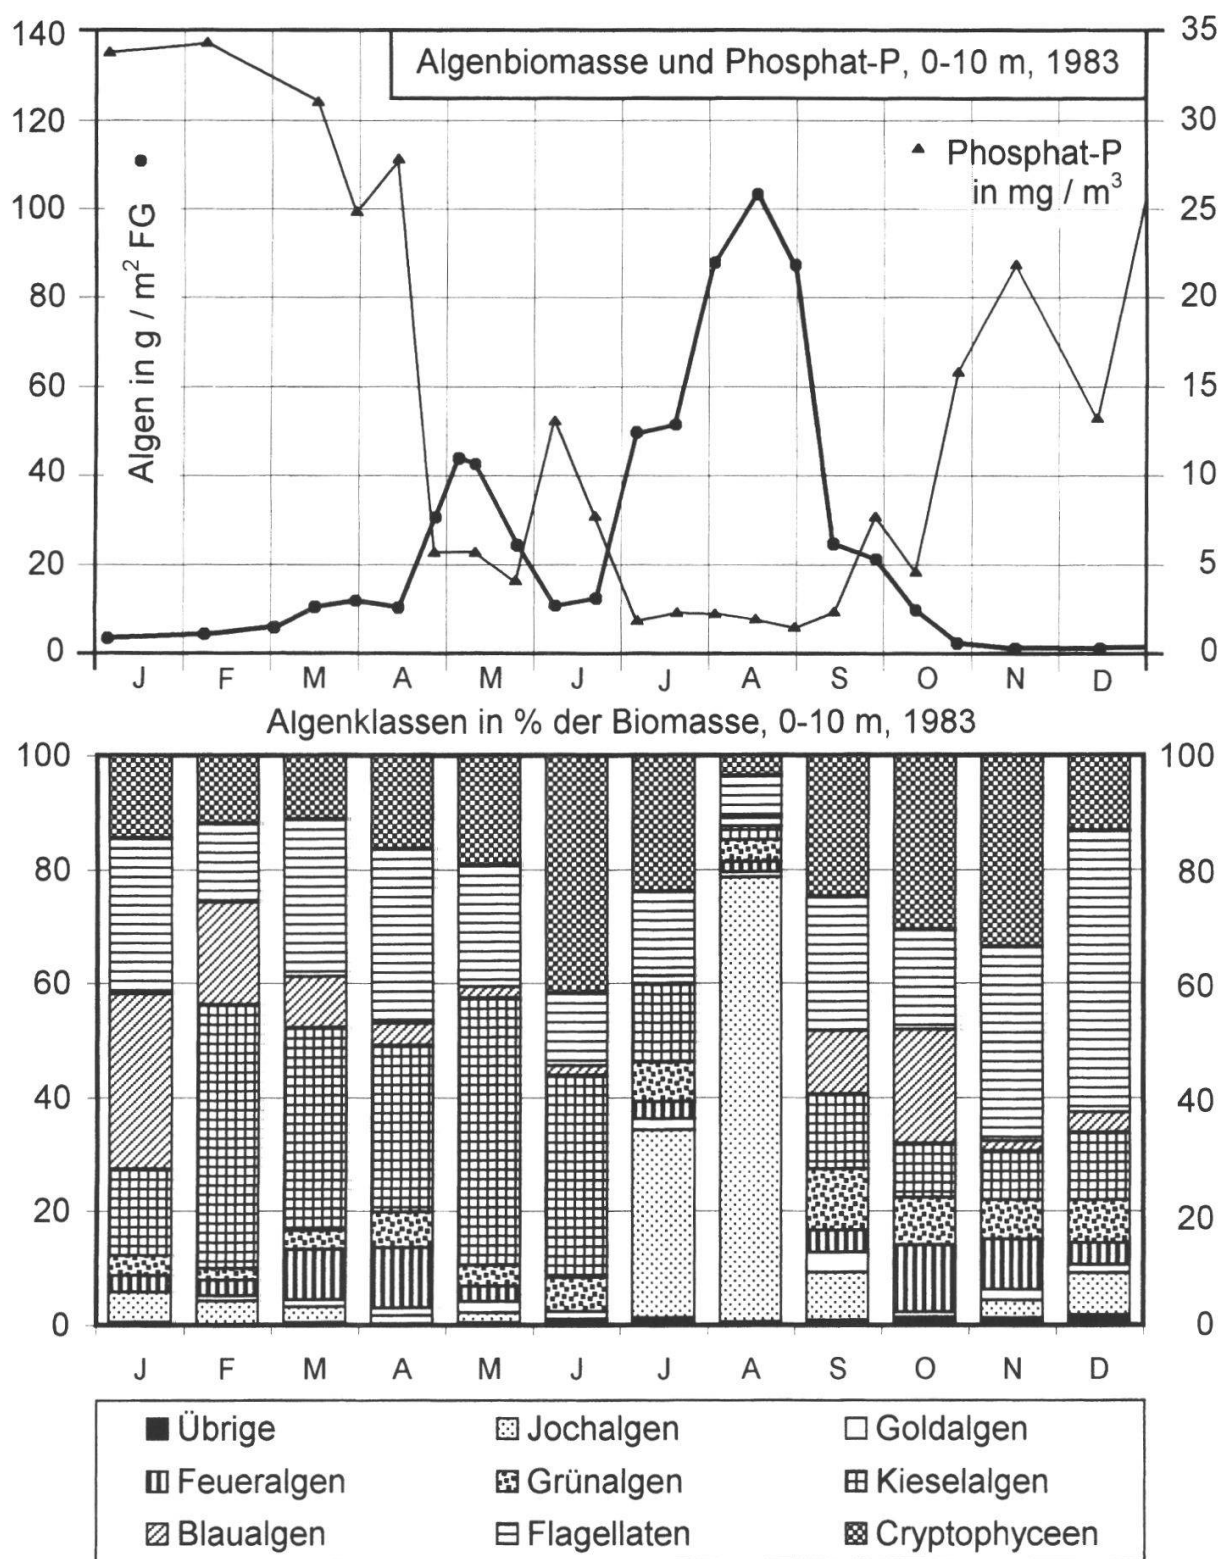 Algenbiomasse und Phosphat-P, 0-10 m, 1983
140
120
100
80
60
40
20
0
Algen in g / m² FG
35
30
25
20
15
10
5
0
Phosphat-P
in mg / m³
J F M A M J J A S O N D
Algenklassen in % der Biomasse, 0-10 m, 1983
100
80
60
40
20
0
100
80
60
40
20
0
J F M A M J J A S O N D
Übrige Jochalgen Goldalgen
Feueralgen Grünalgen Kieselalgen
Blaualgen Flagellaten Cryptophyceen